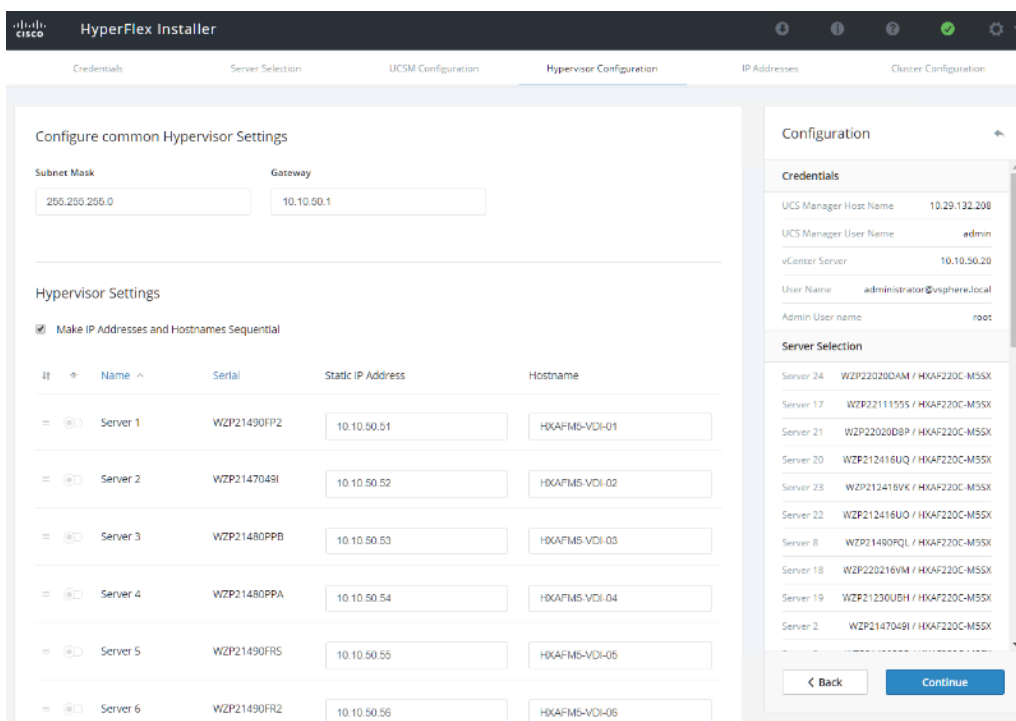 cisco HyperFlex Installer
Credentials Server Selection UCSM Configuration Hypervisor Configuration IP Addresses Cluster Configuration
Configure common Hypervisor Settings
Subnet Mask Gateway
255.255.255.0 10.10.50.1
Hypervisor Settings
Make IP Addresses and Hostnames Sequential
Name Serial Static IP Address Hostname
Server 1 WZP21490FP2 10.10.50.51 HXAFM5-VDI-01
Server 2 WZP2147049I 10.10.50.52 HXAFM5-VDI-02
Server 3 WZP21480PPB 10.10.50.53 HXAFM5-VDI-03
Server 4 WZP21480PPA 10.10.50.54 HXAFM5-VDI-04
Server 5 WZP21490FRS 10.10.50.55 HXAFM5-VDI-05
Server 6 WZP21490FR2 10.10.50.56 HXAFM5-VDI-06
Configuration
Credentials
UCS Manager Host Name 10.29.132.208
UCS Manager User Name admin
vCenter Server 10.10.50.20
User Name administrator@vsphere.local
Admin User name root
Server Selection
Server 24 WZP22020DAM / HXAF220C-M5SX
Server 17 WZP2211155S / HXAF220C-M5SX
Server 21 WZP22020D8P / HXAF220C-M5SX
Server 20 WZP212416UQ / HXAF220C-M5SX
Server 23 WZP212416VK / HXAF220C-M5SX
Server 22 WZP212416UO / HXAF220C-M5SX
Server 8 WZP21490FQL / HXAF220C-M5SX
Server 18 WZP220216VM / HXAF220C-M5SX
Server 19 WZP21230UBH / HXAF220C-M5SX
Server 2 WZP2147049I / HXAF220C-M5SX
Back Continue